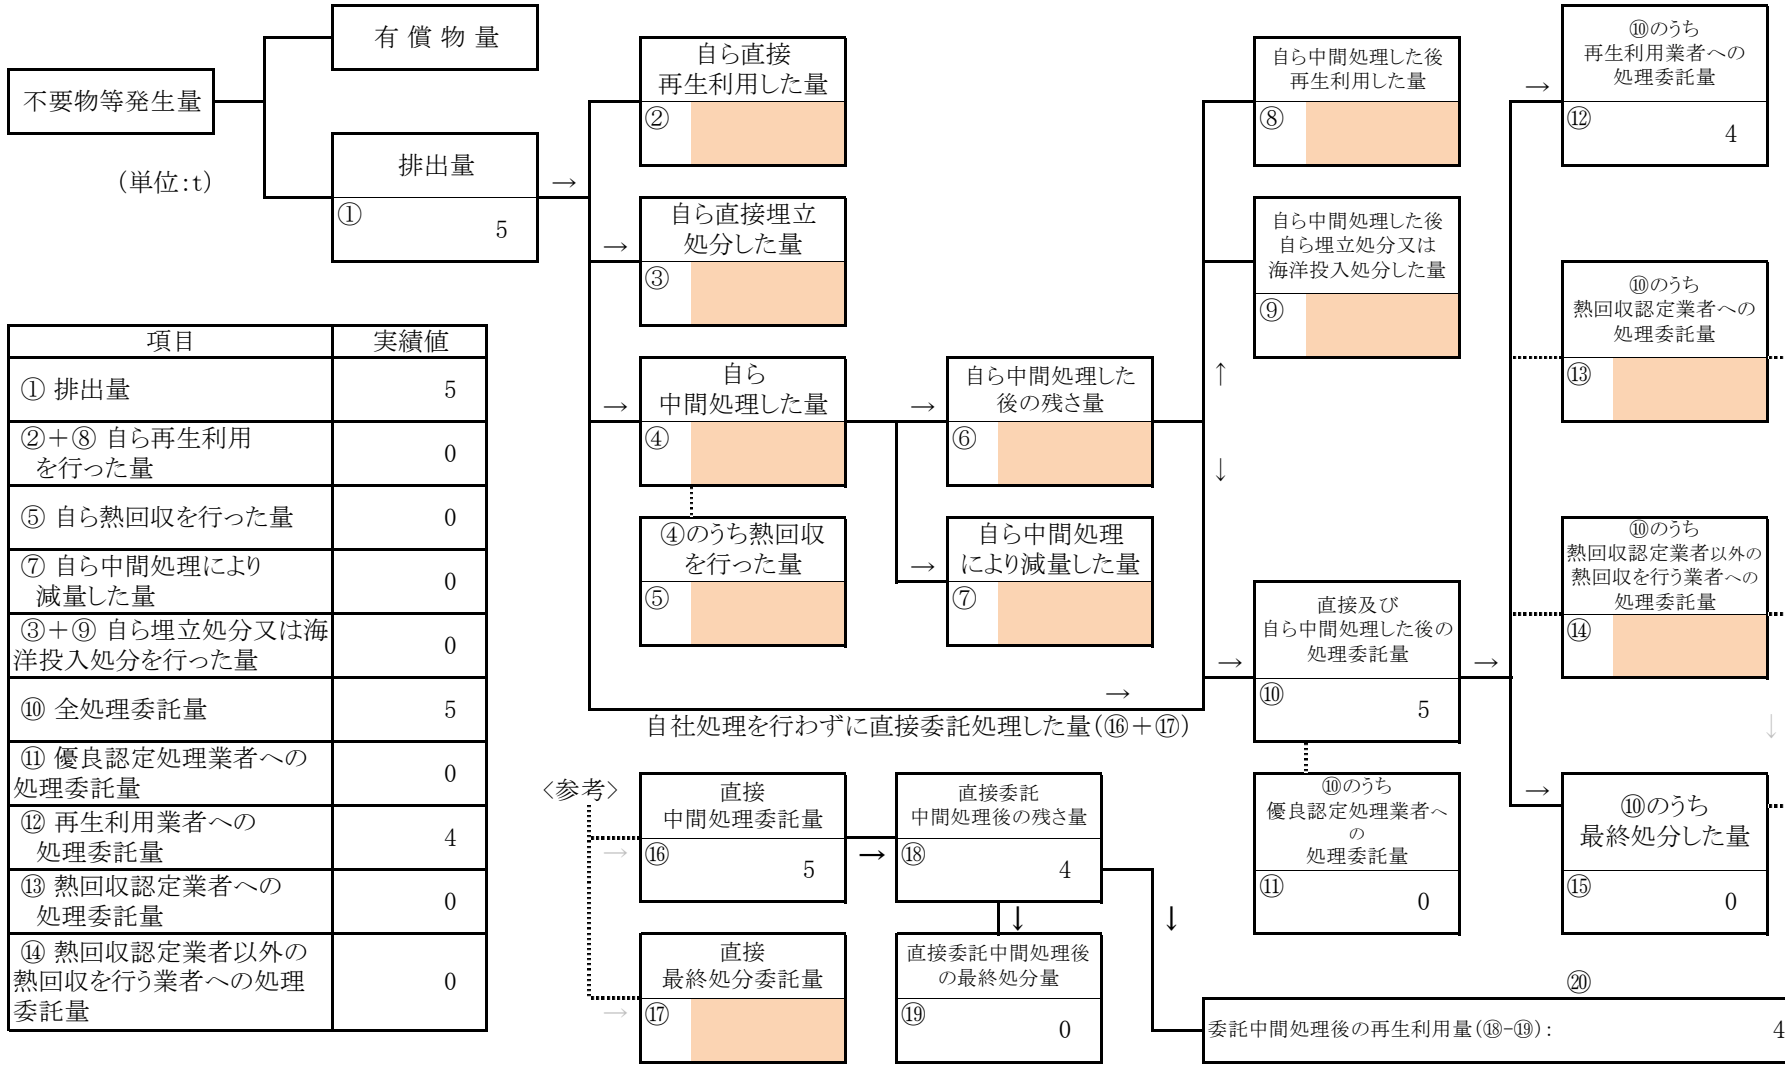 有 償 物 量
不要物等発生量
（単位：t）
排出量
①
5
→
自ら直接
再生利用した量
②
→
自ら直接埋立
処分した量
③
→
自ら
中間処理した量
④
④のうち熱回収
を行った量
⑤
→
自ら中間処理した
後の残さ量
⑥
→
自ら中間処理
により減量した量
⑦
自ら中間処理した後
再生利用した量
⑧
自ら中間処理した後
自ら埋立処分又は
海洋投入処分した量
⑨
↑
↓
→
→
自社処理を行わずに直接委託処理した量（⑯＋⑰）
直接及び
自ら中間処理した後の
処理委託量
⑩
5
⑩のうち
優良認定処理業者へ
の
処理委託量
⑪
0
→
→
⑩のうち
再生利用業者への
処理委託量
⑫
4
⑩のうち
熱回収認定業者への
処理委託量
⑬
⑩のうち
熱回収認定業者以外の
熱回収を行う業者への
処理委託量
⑭
↓
→
⑩のうち
最終処分した量
⑮
0
項目 実績値
① 排出量 5
②＋⑧ 自ら再生利用
を行った量
0
⑤ 自ら熱回収を行った量 0
⑦ 自ら中間処理により
減量した量
0
③＋⑨ 自ら埋立処分又は海
洋投入処分を行った量
0
⑩ 全処理委託量 5
⑪ 優良認定処理業者への
処理委託量
0
⑫ 再生利用業者への
処理委託量
4
⑬ 熱回収認定業者への
処理委託量
0
⑭ 熱回収認定業者以外の
熱回収を行う業者への処理
委託量
0
〈参考〉
→
直接
中間処理委託量
⑯
5
→
直接委託
中間処理後の残さ量
⑱
4
↓
↓
→
直接
最終処分委託量
⑰
直接委託中間処理後
の最終処分量
⑲
0
⑳
委託中間処理後の再生利用量（⑱-⑲）： 4